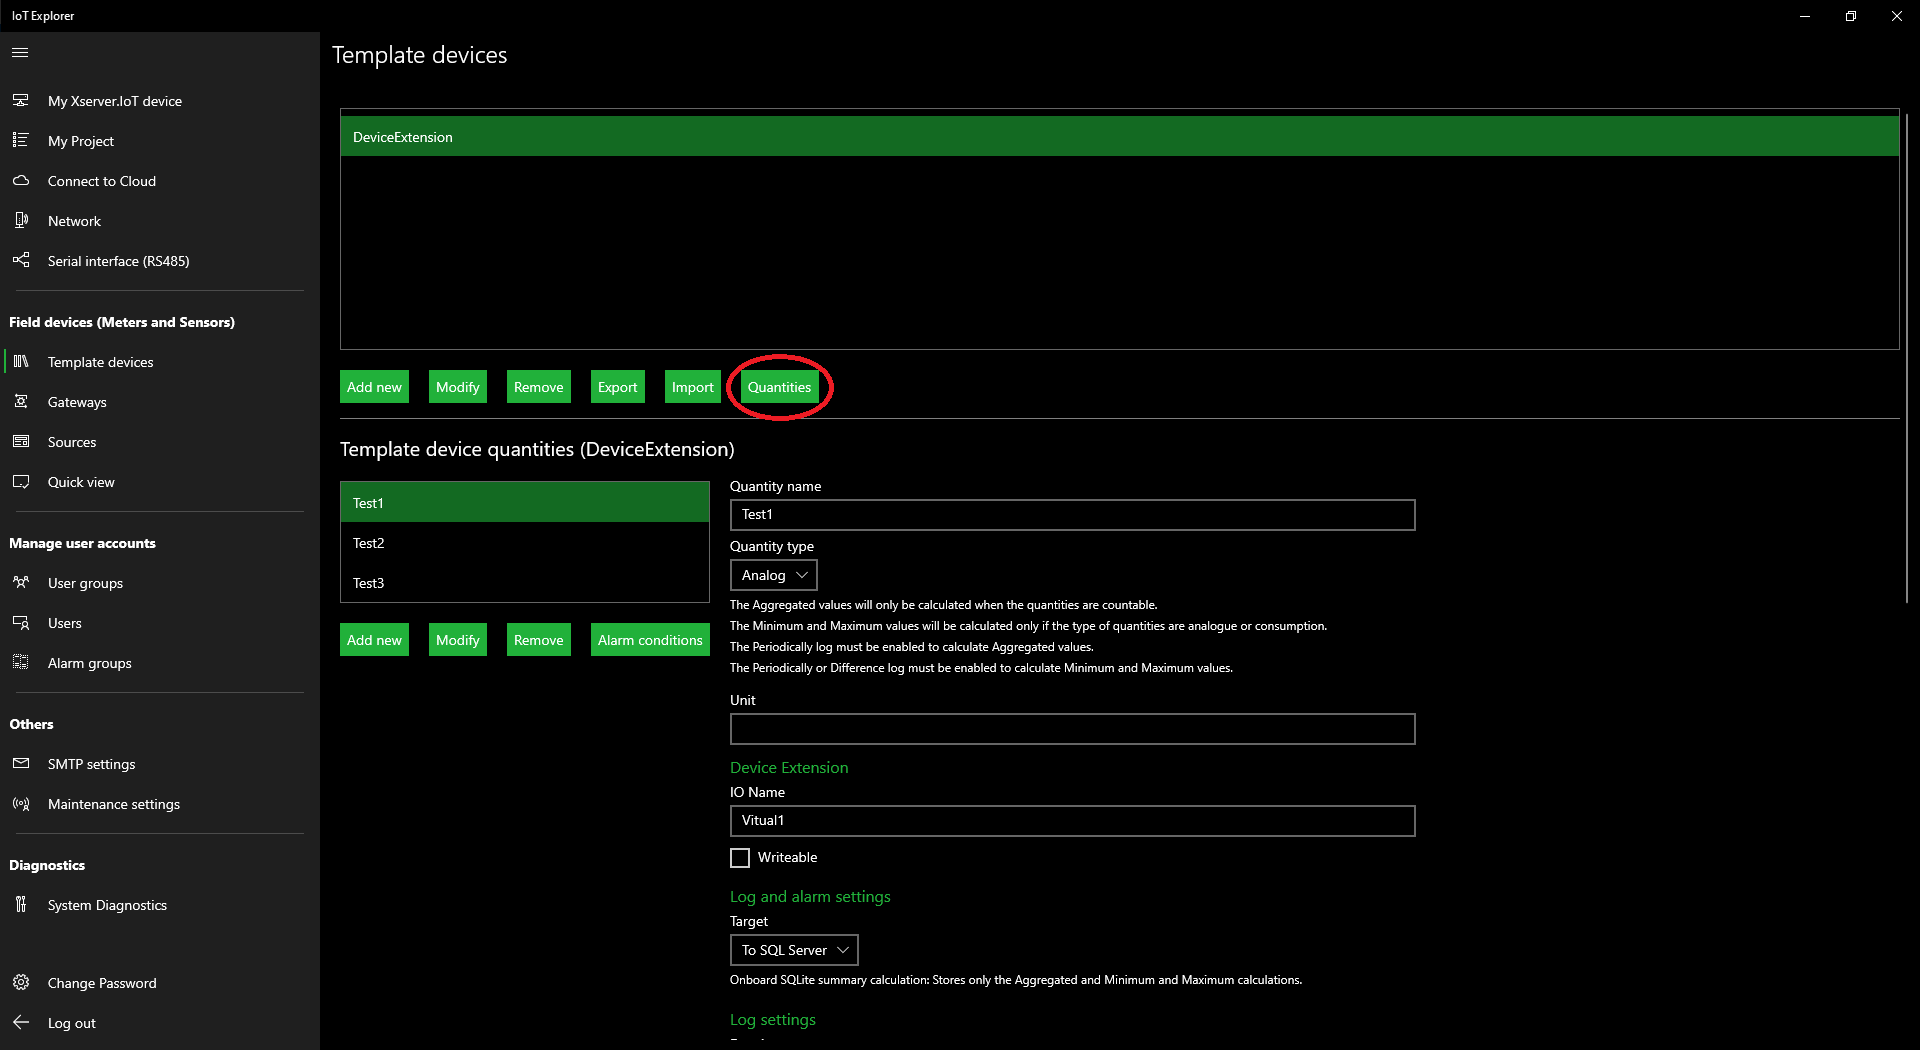 IoT Explorer
My Xserver.IoT device
My Project
Connect to Cloud
Network
Serial interface (RS485)
Field devices (Meters and Sensors)
Template devices
Gateways
Sources
Quick view
Manage user accounts
User groups
Users
Alarm groups
Others
SMTP settings
Maintenance settings
Diagnostics
System Diagnostics
Change Password
Log out
Template devices
DeviceExtension
Add new Modify Remove Export Import Quantities
Template device quantities (DeviceExtension)
Test1
Test2
Test3
Add new Modify Remove Alarm conditions
Quantity name
Test1
Quantity type
Analog
The Aggregated values will only be calculated when the quantities are countable.
The Minimum and Maximum values will be calculated only if the type of quantities are analogue or consumption.
The Periodically log must be enabled to calculate Aggregated values.
The Periodically or Difference log must be enabled to calculate Minimum and Maximum values.
Unit
Device Extension
IO Name
Vitual1
Writeable
Log and alarm settings
Target
To SQL Server
Onboard SQLite summary calculation: Stores only the Aggregated and Minimum and Maximum calculations.
Log settings